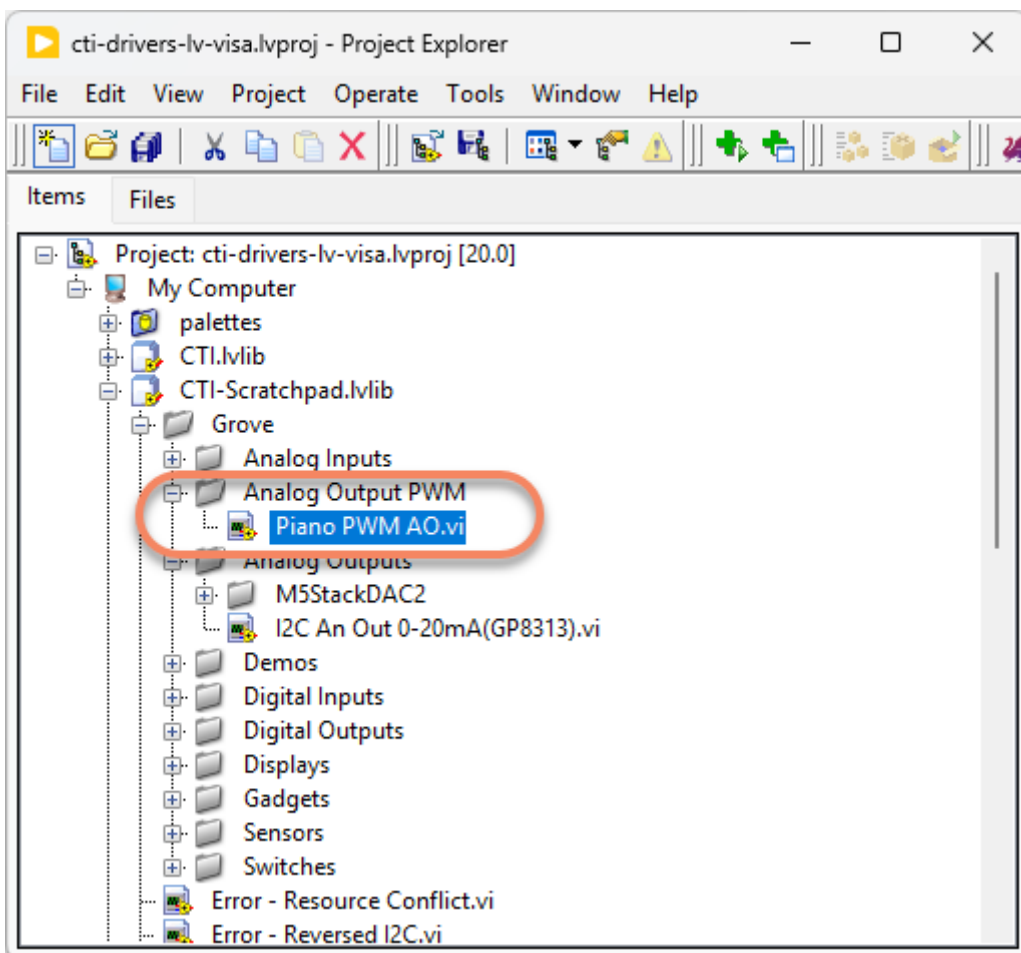 cti-drivers-lv-visa.lvproj - Project Explorer
File Edit View Project Operate Tools Window Help
Items Files
Project: cti-drivers-lv-visa.lvproj [20.0]
My Computer
palettes
CTI.lvlib
CTI-Scratchpad.lvlib
Grove
Analog Inputs
Analog Output PWM
Piano PWM AO.vi
Analog Outputs
M5StackDAC2
I2C An Out 0-20mA(GP8313).vi
Demos
Digital Inputs
Digital Outputs
Displays
Gadgets
Sensors
Switches
Error - Resource Conflict.vi
Error - Reversed I2C.vi